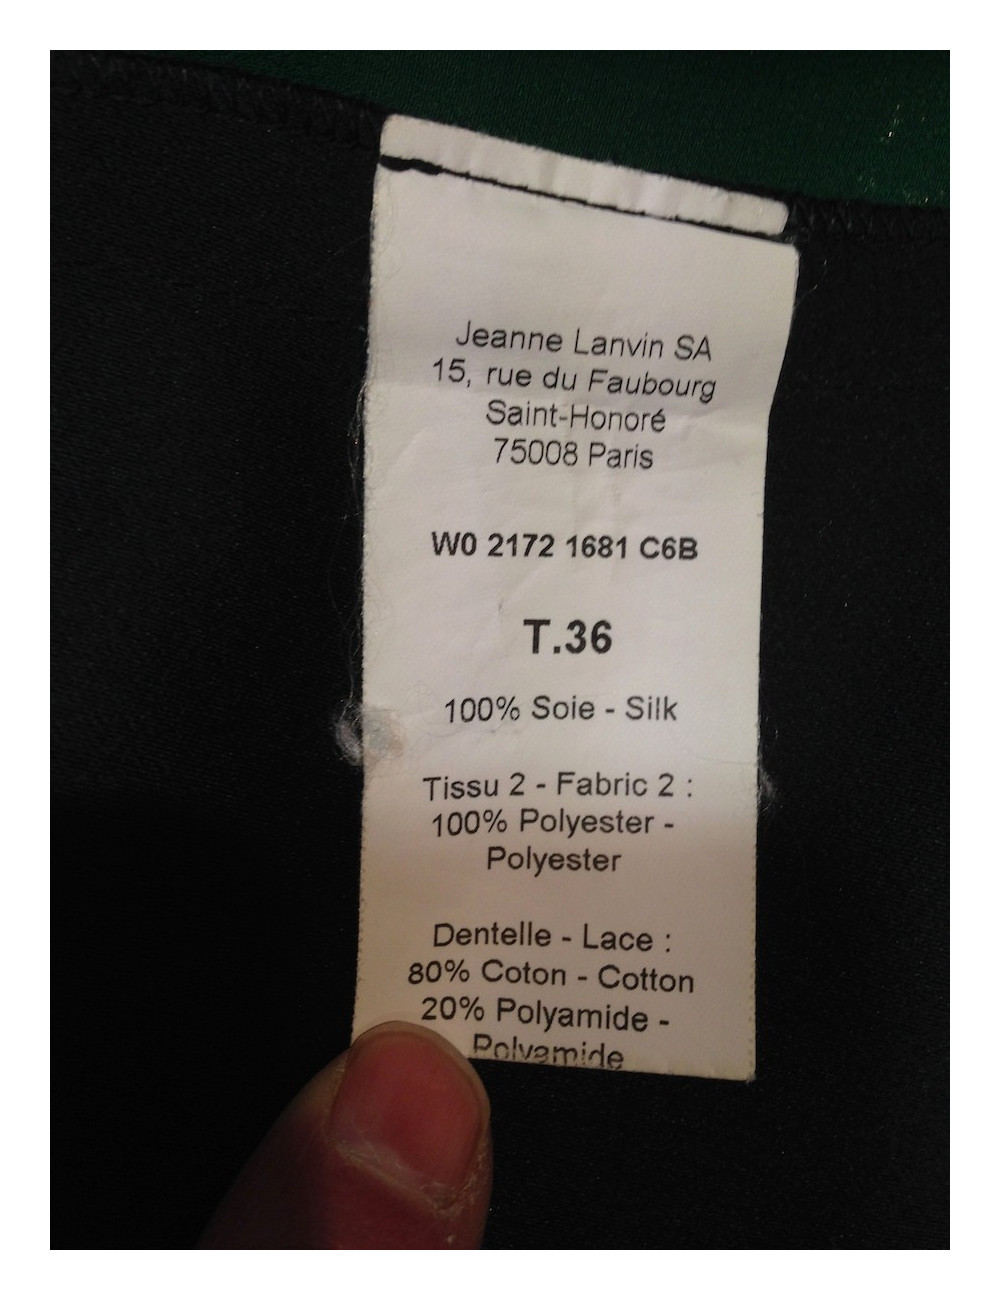 Jeanne Lanvin SA
15, rue du Faubourg
Saint-Honoré
75008 Paris
W0 2172 1681 C6B
T.36
100% Soie - Silk
Tissu 2 - Fabric 2 :
100% Polyester -
Polyester
Dentelle - Lace :
80% Coton - Cotton
20% Polyamide -
Polyamide